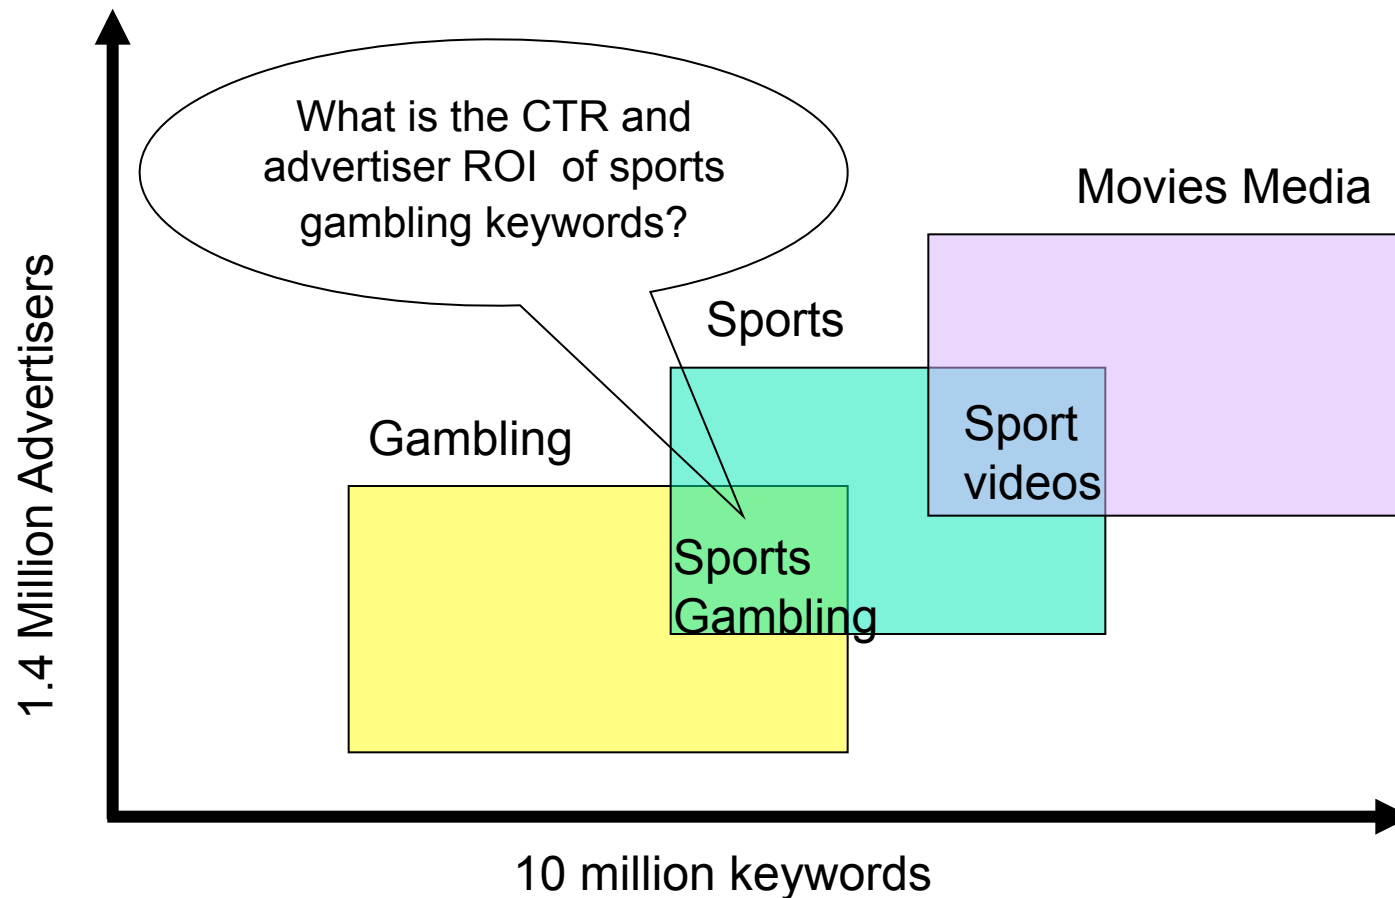 What is the CTR and
advertiser ROI of sports
gambling keywords?
Movies Media
Sports
Gambling
Sport
videos
Sports
Gambling
1.4 Million Advertisers
10 million keywords